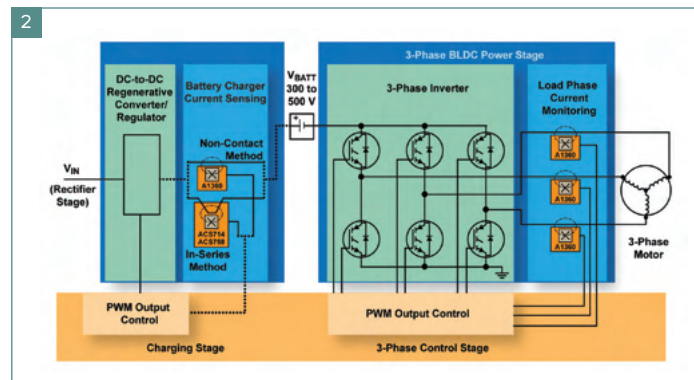 2
3-Phase BLDC Power Stage
DC-to-DC
Regenerative
Converter/
Regulator
Battery Charger
Current Sensing
Non-Contact
Method
A1360
ACS714
ACS758
In-Series
Method
VIN
(Rectifier
Stage)
VBATT
300 to
500 V
3-Phase Inverter
Load Phase
Current
Monitoring
A1360
A1360
A1360
3-Phase
Motor
PWM Output
Control
PWM Output Control
Charging Stage
3-Phase Control Stage